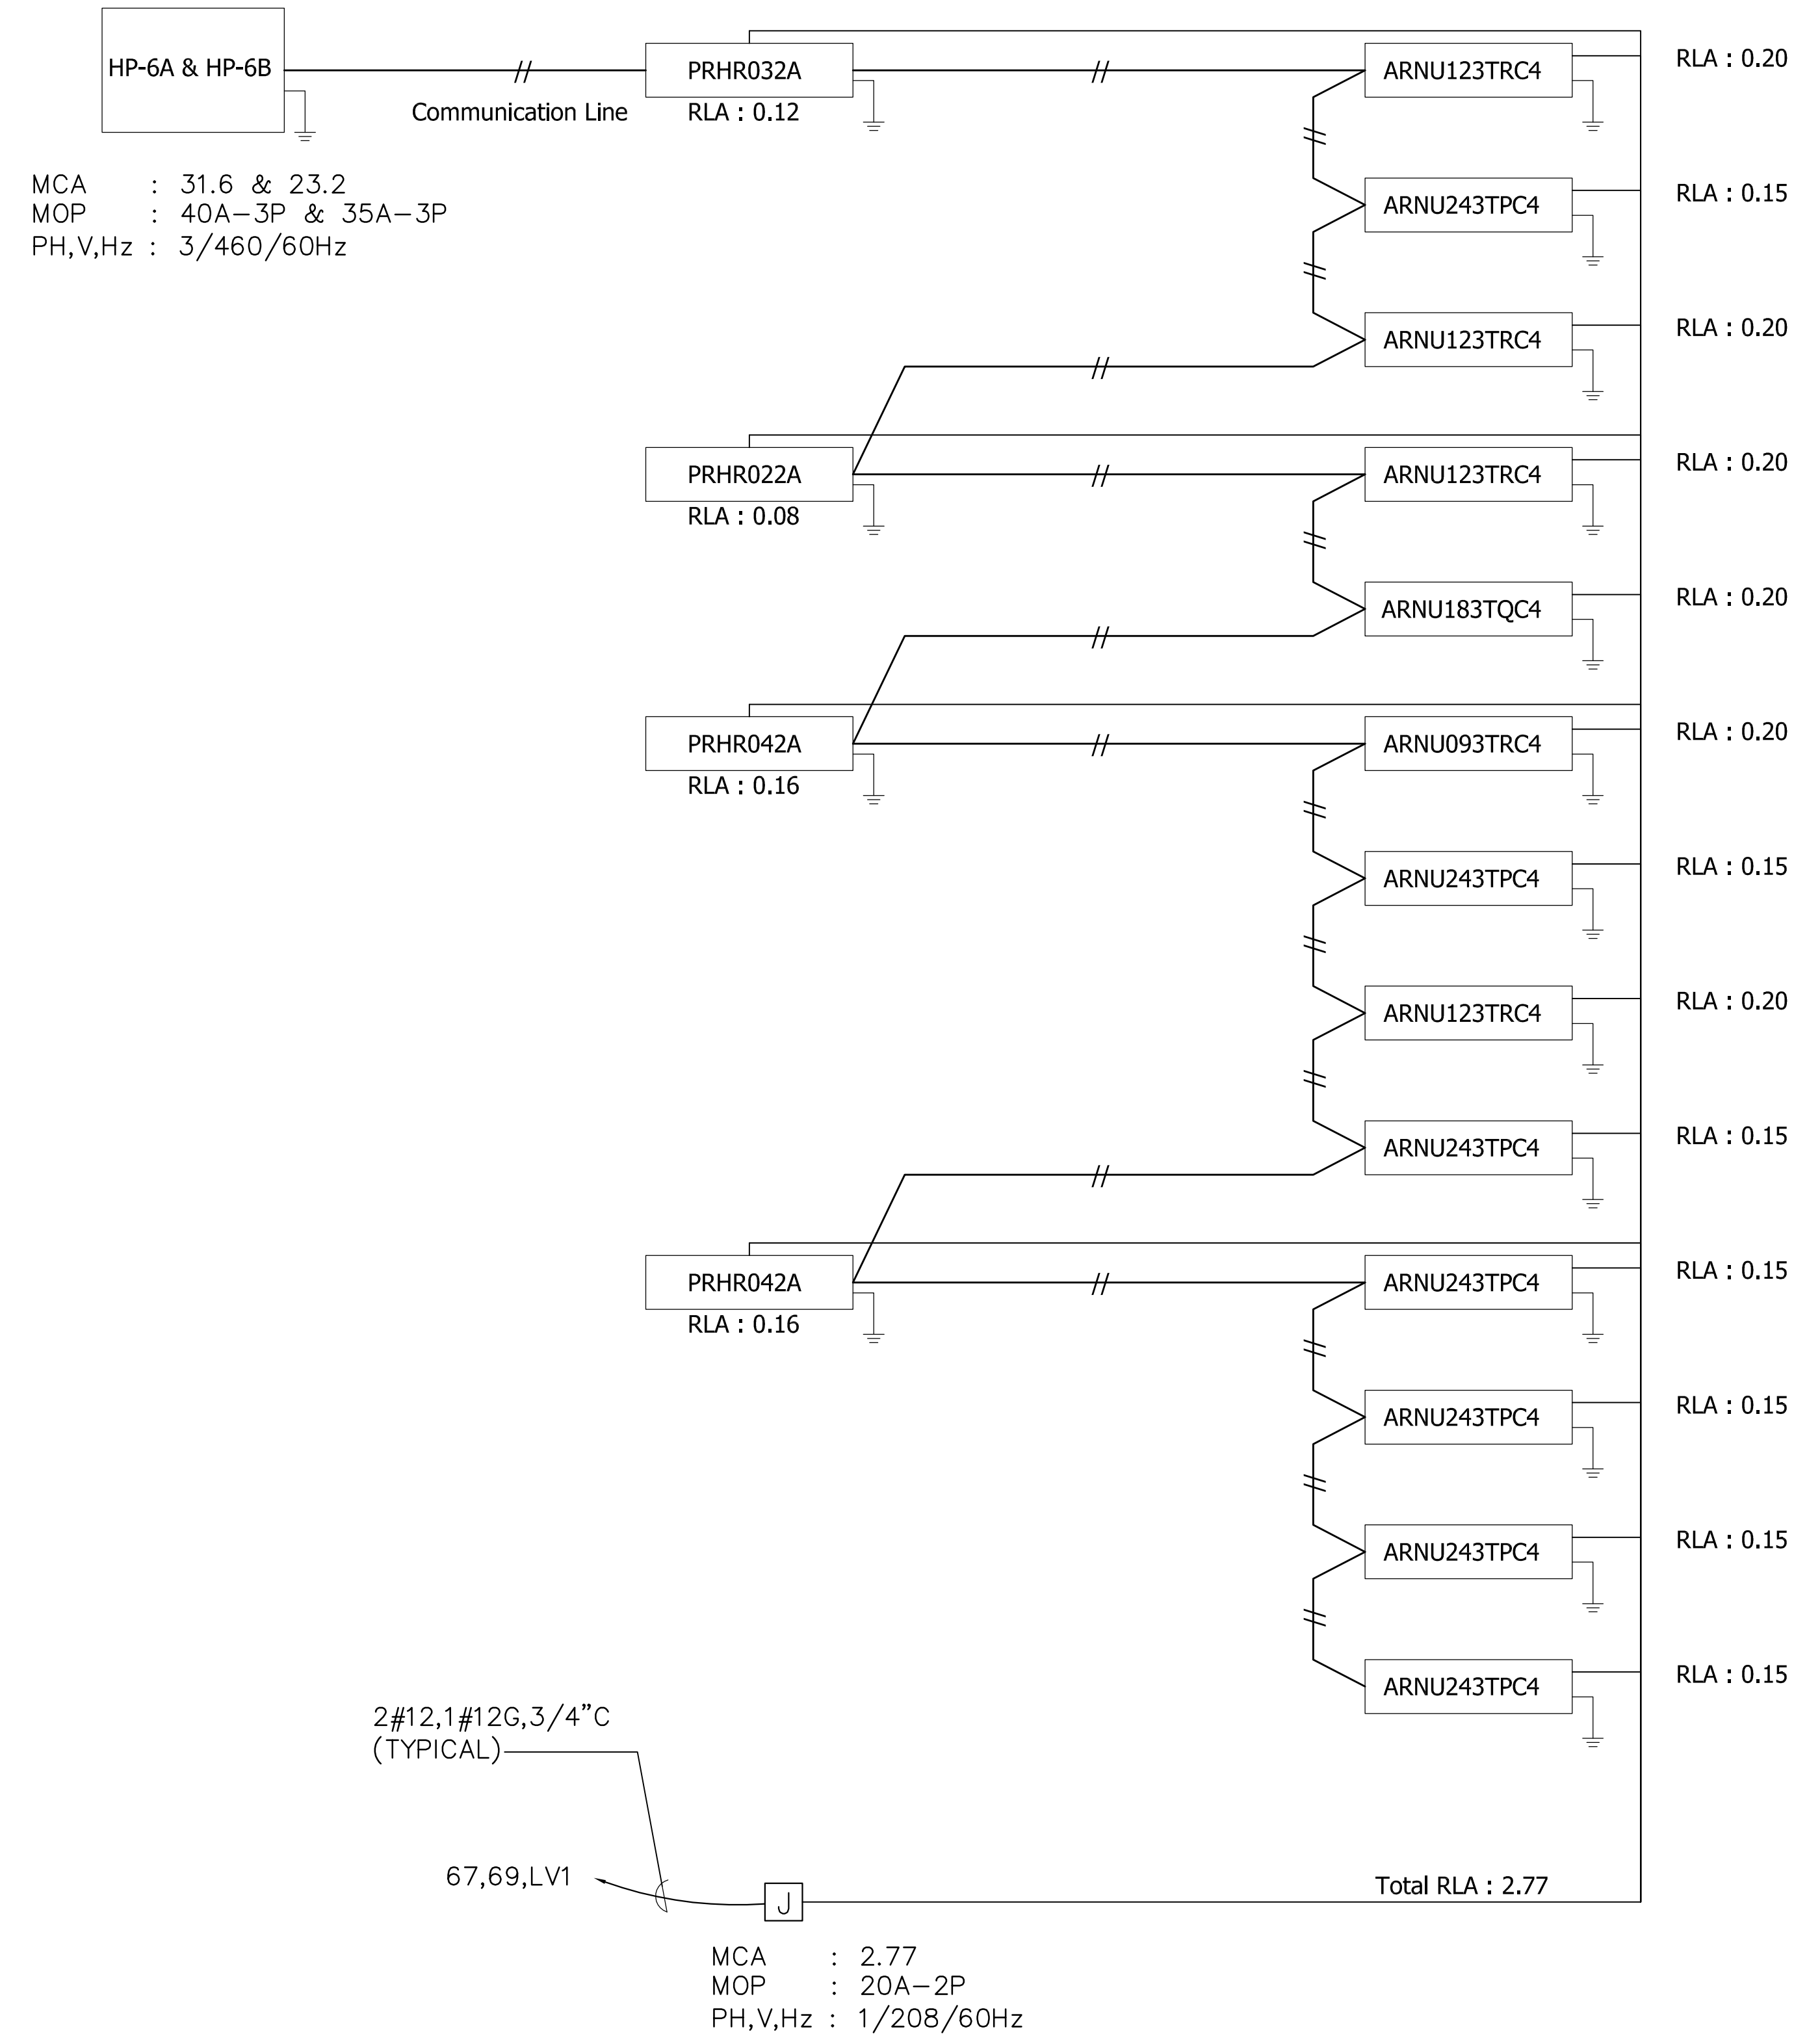 HP-6A & HP-6B
Communication Line
PRHR032A
RLA : 0.12
ARNU123TRC4
RLA : 0.20
MCA : 31.6 & 23.2
MOP : 40A-3P & 35A-3P
PH,V,Hz : 3/460/60Hz
ARNU243TPC4
RLA : 0.15
ARNU123TRC4
RLA : 0.20
PRHR022A
RLA : 0.08
ARNU123TRC4
RLA : 0.20
ARNU183TQC4
RLA : 0.20
PRHR042A
RLA : 0.16
ARNU093TRC4
RLA : 0.20
ARNU243TPC4
RLA : 0.15
ARNU123TRC4
RLA : 0.20
ARNU243TPC4
RLA : 0.15
PRHR042A
RLA : 0.16
ARNU243TPC4
RLA : 0.15
ARNU243TPC4
RLA : 0.15
ARNU243TPC4
RLA : 0.15
ARNU243TPC4
RLA : 0.15
2#12,1#12G,3/4”C
(TYPICAL)
67,69,LV1
J
Total RLA : 2.77
MCA : 2.77
MOP : 20A-2P
PH,V,Hz : 1/208/60Hz